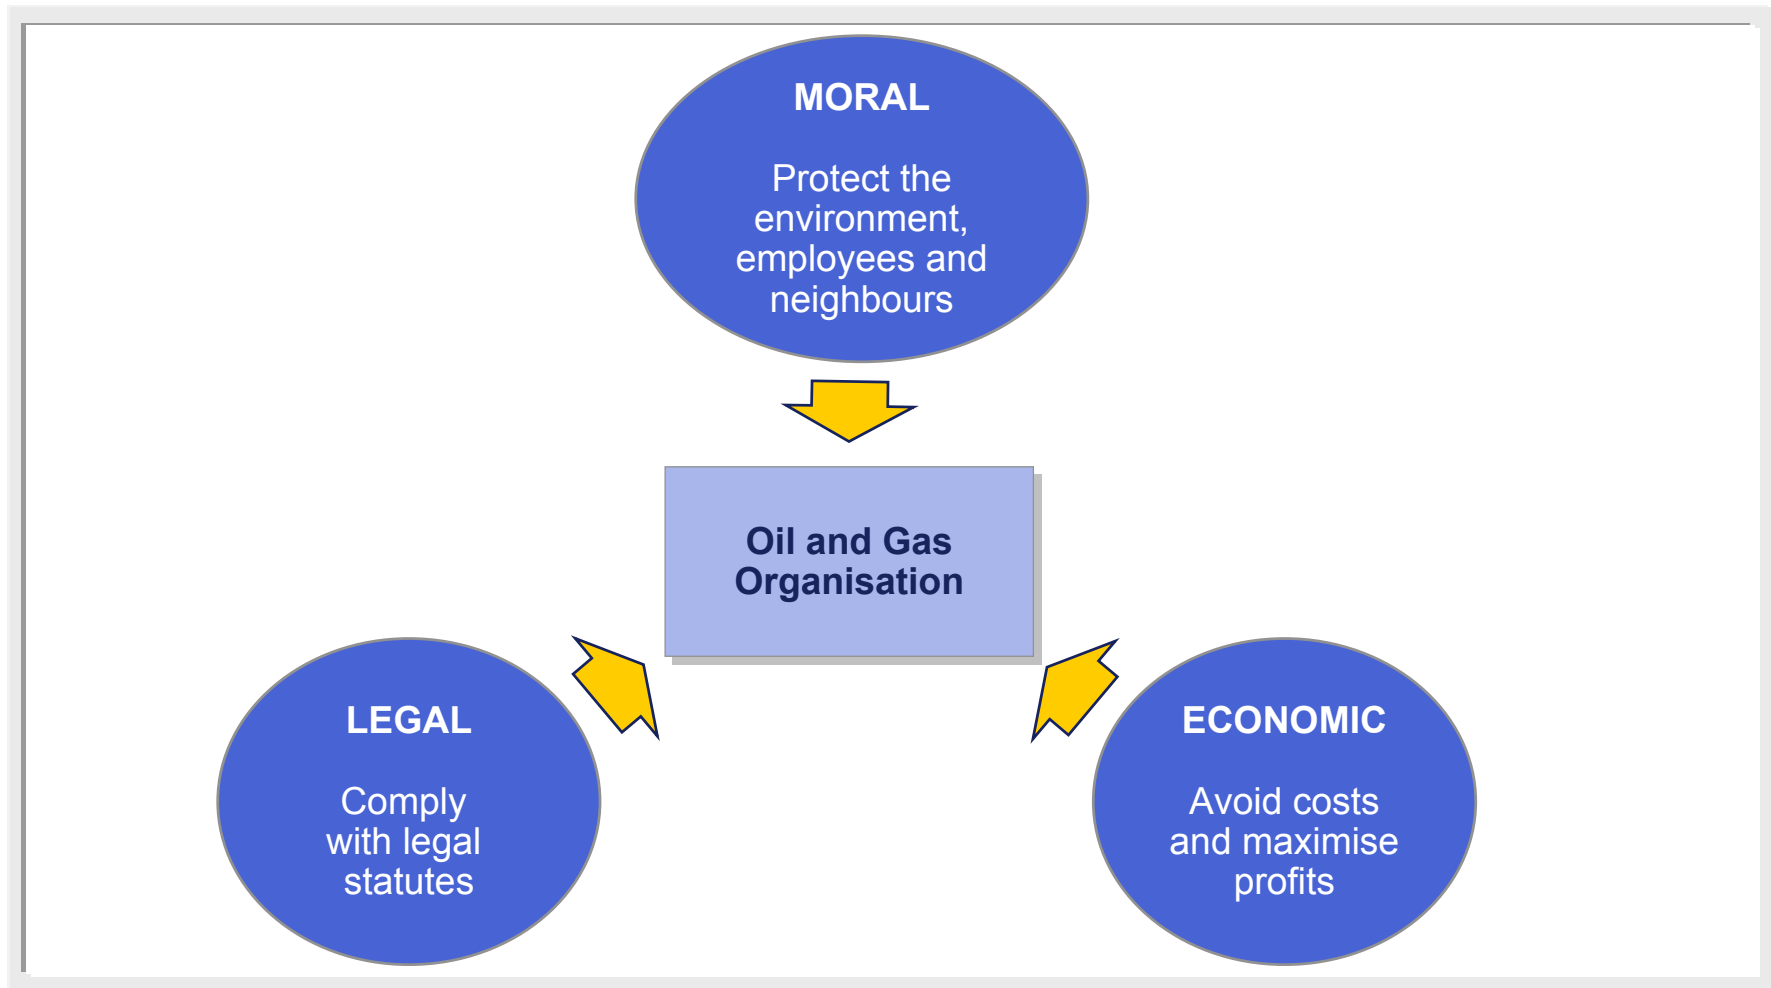 MORAL
Protect the
environment,
employees and
neighbours
Oil and Gas
Organisation
LEGAL
Comply
with legal
statutes
ECONOMIC
Avoid costs
and maximise
profits